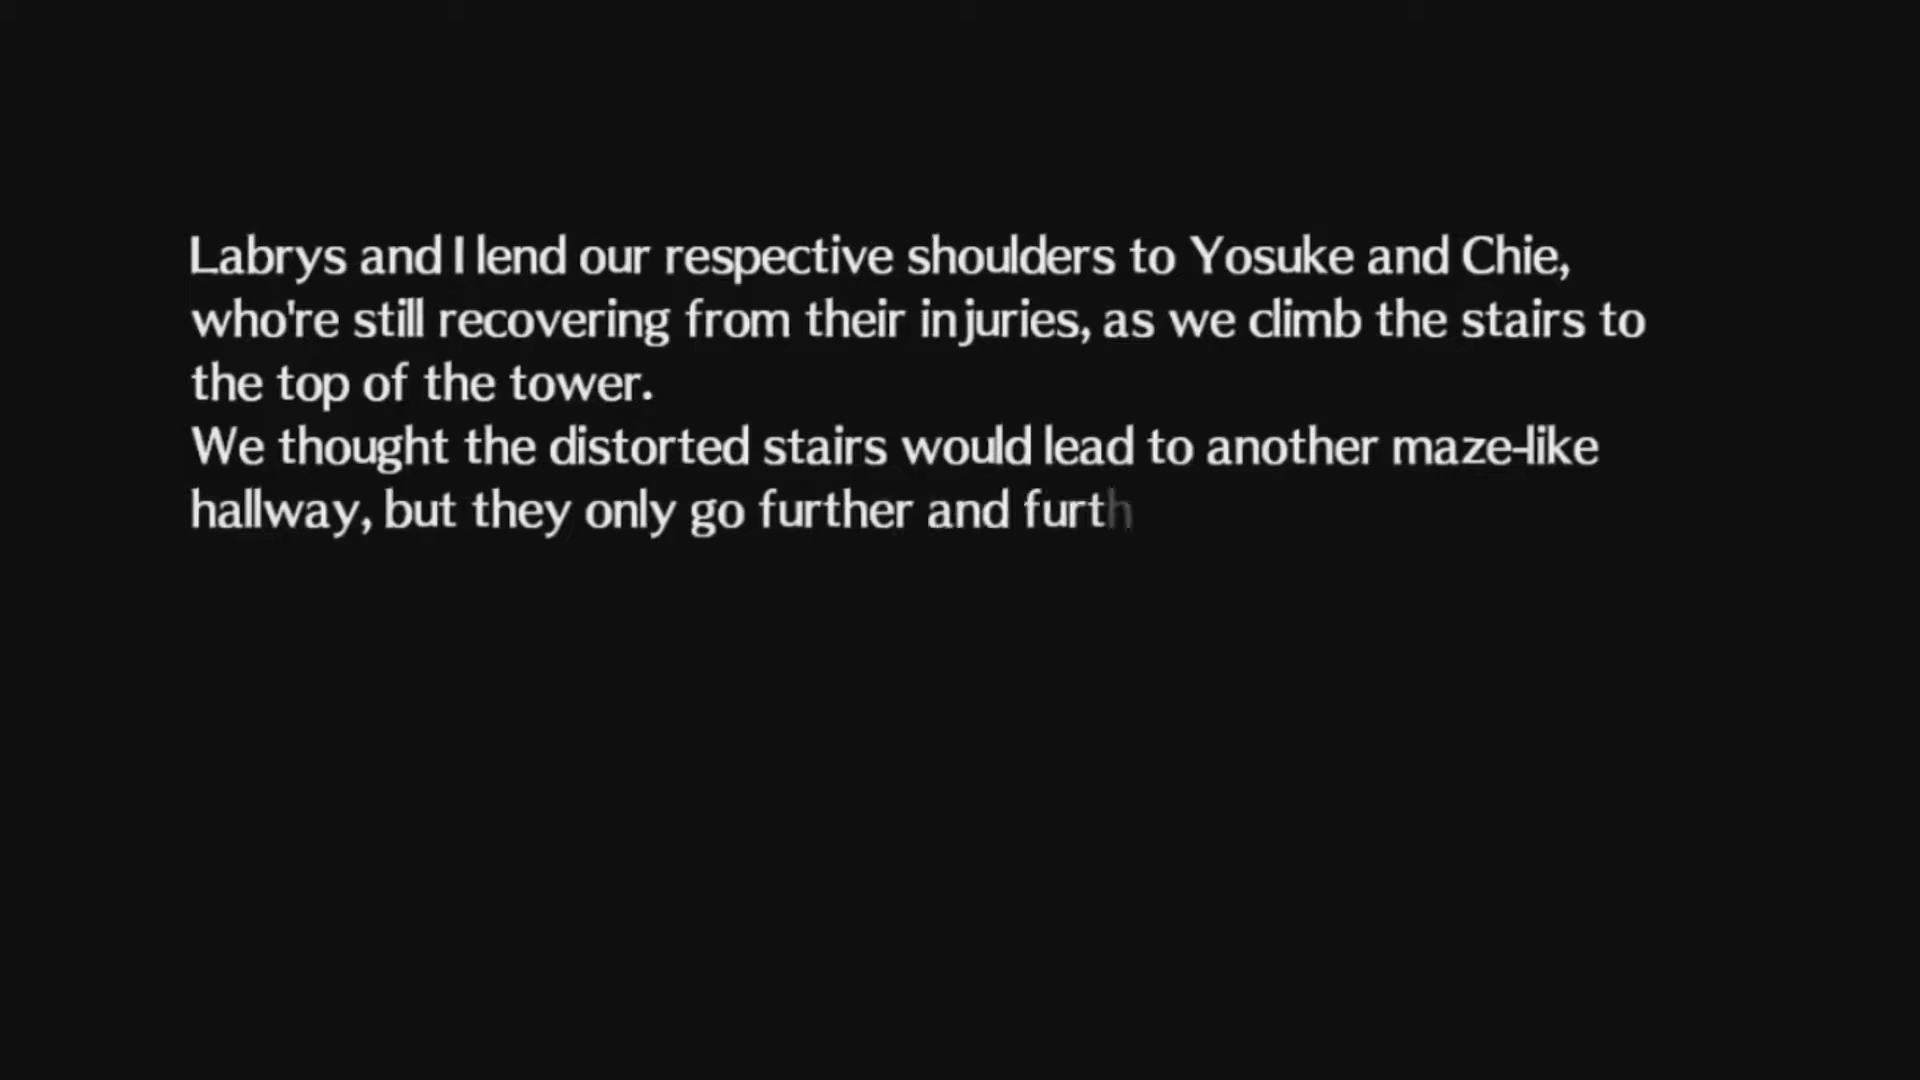 Labrys and I lend our respective shoulders to Yosuke and Chie,
who're still recovering from their injuries, as we climb the stairs to
the top of the tower.
We thought the distorted stairs would lead to another maze-like
hallway, but they only go further and furth